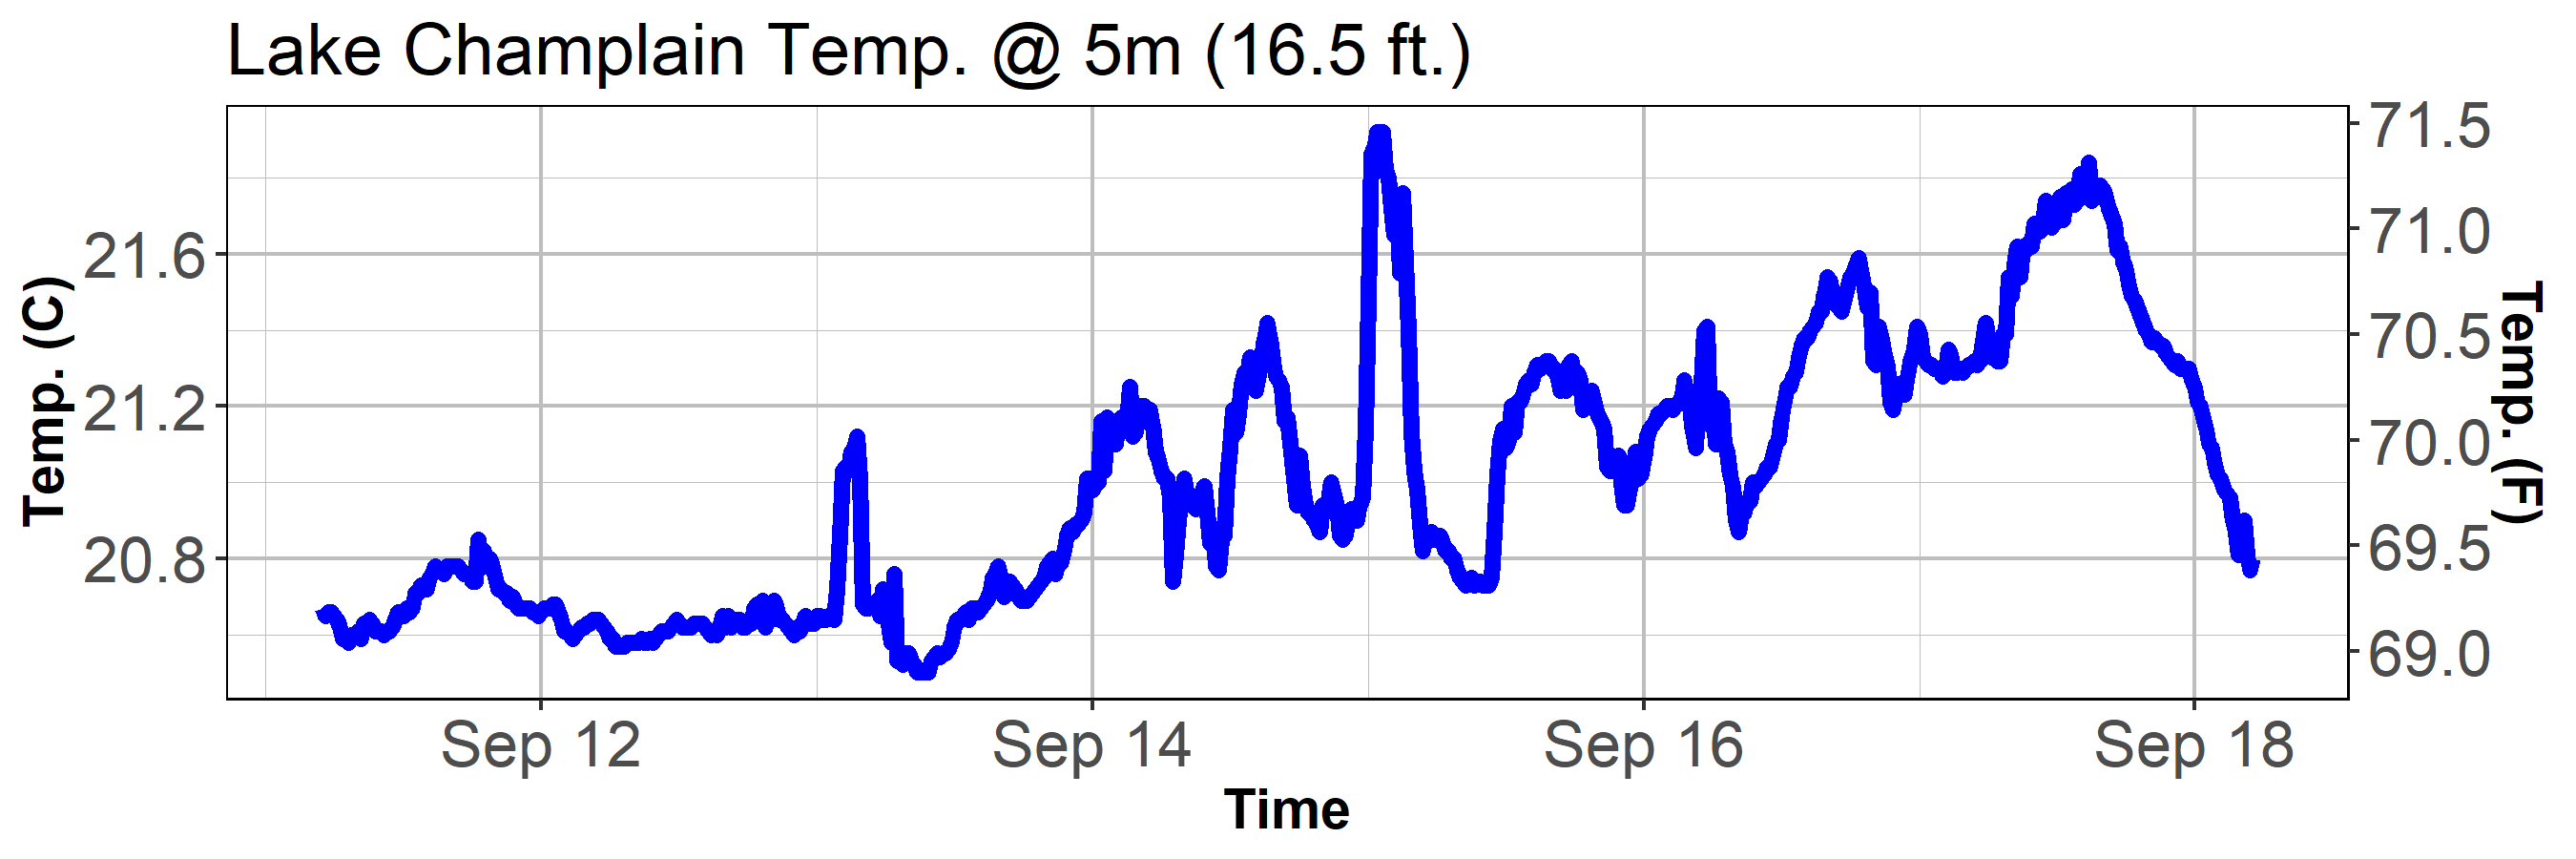 Lake Champlain Temp. @ 5m (16.5 ft.)
Temp. (C)
21.6
21.2
20.8
71.5
71.0
70.5
70.0
69.5
69.0
Temp. (F)
Sep 12
Sep 14
Sep 16
Sep 18
Time